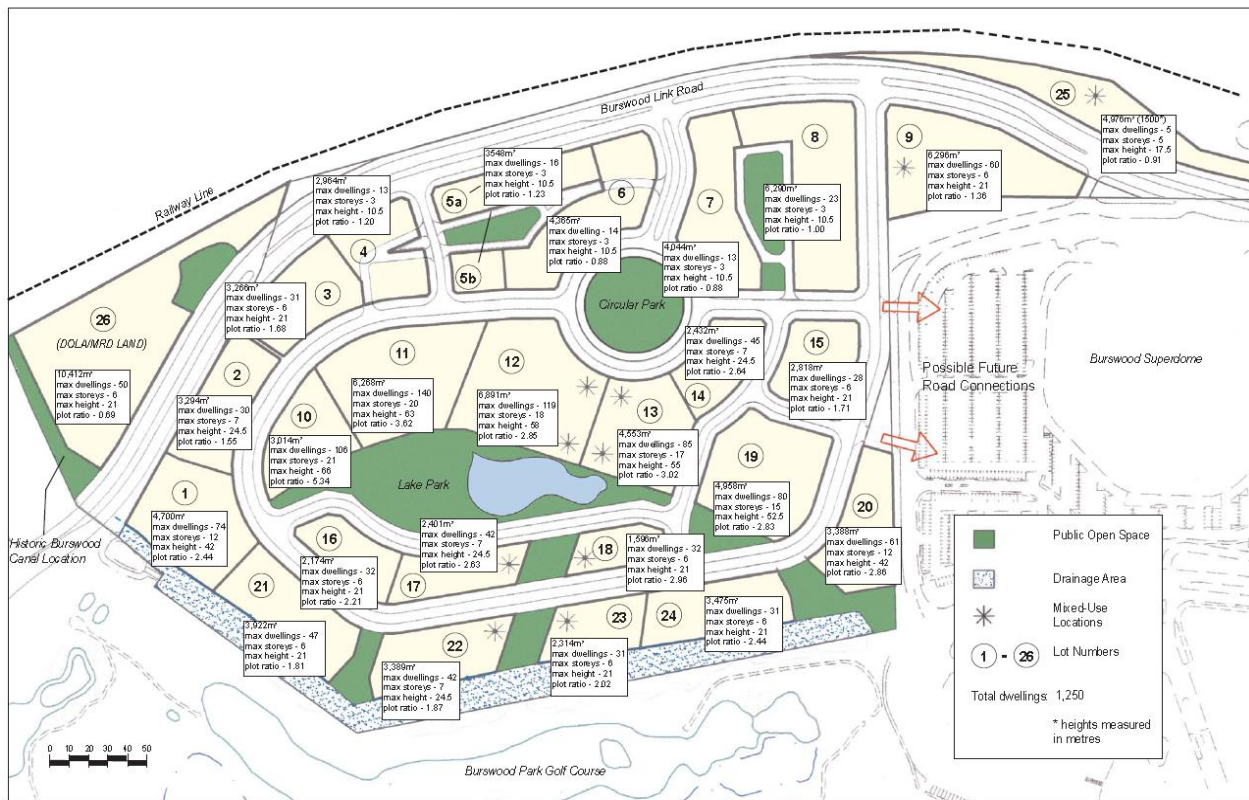 Burswood Link Road
Railway Line
25
4,976m² (1500*)
max dwellings - 5
max storeys - 5
max height - 17.5
plot ratio - 0.91
8
6,290m²
max dwellings - 23
max storeys - 3
max height - 10.5
plot ratio - 1.00
9
6,296m²
max dwellings - 60
max storeys - 6
max height - 21
plot ratio - 1.36
3548m²
max dwellings - 16
max storeys - 3
max height - 10.5
plot ratio - 1.23
5a
5b
6
4,365m²
max dwelling - 14
max storeys - 3
max height - 10.5
plot ratio - 0.88
7
4,044m²
max dwellings - 13
max storeys - 3
max height - 10.5
plot ratio - 0.88
2,964m²
max dwellings - 13
max storeys - 3
max height - 10.5
plot ratio - 1.20
4
3
3,266m²
max dwellings - 31
max storeys - 6
max height - 21
plot ratio - 1.68
Circular Park
26
(DOLA/MRD LAND)
10,412m²
max dwellings - 50
max storeys - 6
max height - 21
plot ratio - 0.69
2
3,294m²
max dwellings - 30
max storeys - 7
max height - 24.5
plot ratio - 1.55
11
6,268m²
max dwellings - 140
max storeys - 20
max height - 63
plot ratio - 3.62
12
6,891m²
max dwellings - 119
max storeys - 18
max height - 58
plot ratio - 2.85
2,432m²
max dwellings - 45
max storeys - 7
max height - 24.5
plot ratio - 2.64
14
15
2,818m²
max dwellings - 28
max storeys - 6
max height - 21
plot ratio - 1.71
Possible Future
Road Connections
Burswood Superdome
10
3,014m²
max dwellings - 106
max storeys - 21
max height - 66
plot ratio - 5.34
13
4,553m²
max dwellings - 85
max storeys - 17
max height - 55
plot ratio - 3.02
Lake Park
19
4,958m²
max dwellings - 80
max storeys - 15
max height - 52.5
plot ratio - 2.83
1
4,700m²
max dwellings - 74
max storeys - 12
max height - 42
plot ratio - 2.44
Historic Burswood
Canal Location
16
2,174m²
max dwellings - 32
max storeys - 6
max height - 21
plot ratio - 2.21
2,401m²
max dwellings - 42
max storeys - 7
max height - 24.5
plot ratio - 2.63
17
18
1,596m²
max dwellings - 32
max storeys - 6
max height - 21
plot ratio - 2.96
20
3,388m²
max dwellings - 61
max storeys - 12
max height - 42
plot ratio - 2.86
21
3,922m²
max dwellings - 47
max storeys - 6
max height - 21
plot ratio - 1.81
22
3,389m²
max dwellings - 42
max storeys - 7
max height - 24.5
plot ratio - 1.87
23
2,314m²
max dwellings - 31
max storeys - 6
max height - 21
plot ratio - 2.02
24
3,475m²
max dwellings - 31
max storeys - 6
max height - 21
plot ratio - 2.44
Public Open Space
Drainage Area
Mixed-Use
Locations
1 - 26 Lot Numbers
Total dwellings: 1,250
* heights measured
in metres
0 10 20 30 40 50
Burswood Park Golf Course